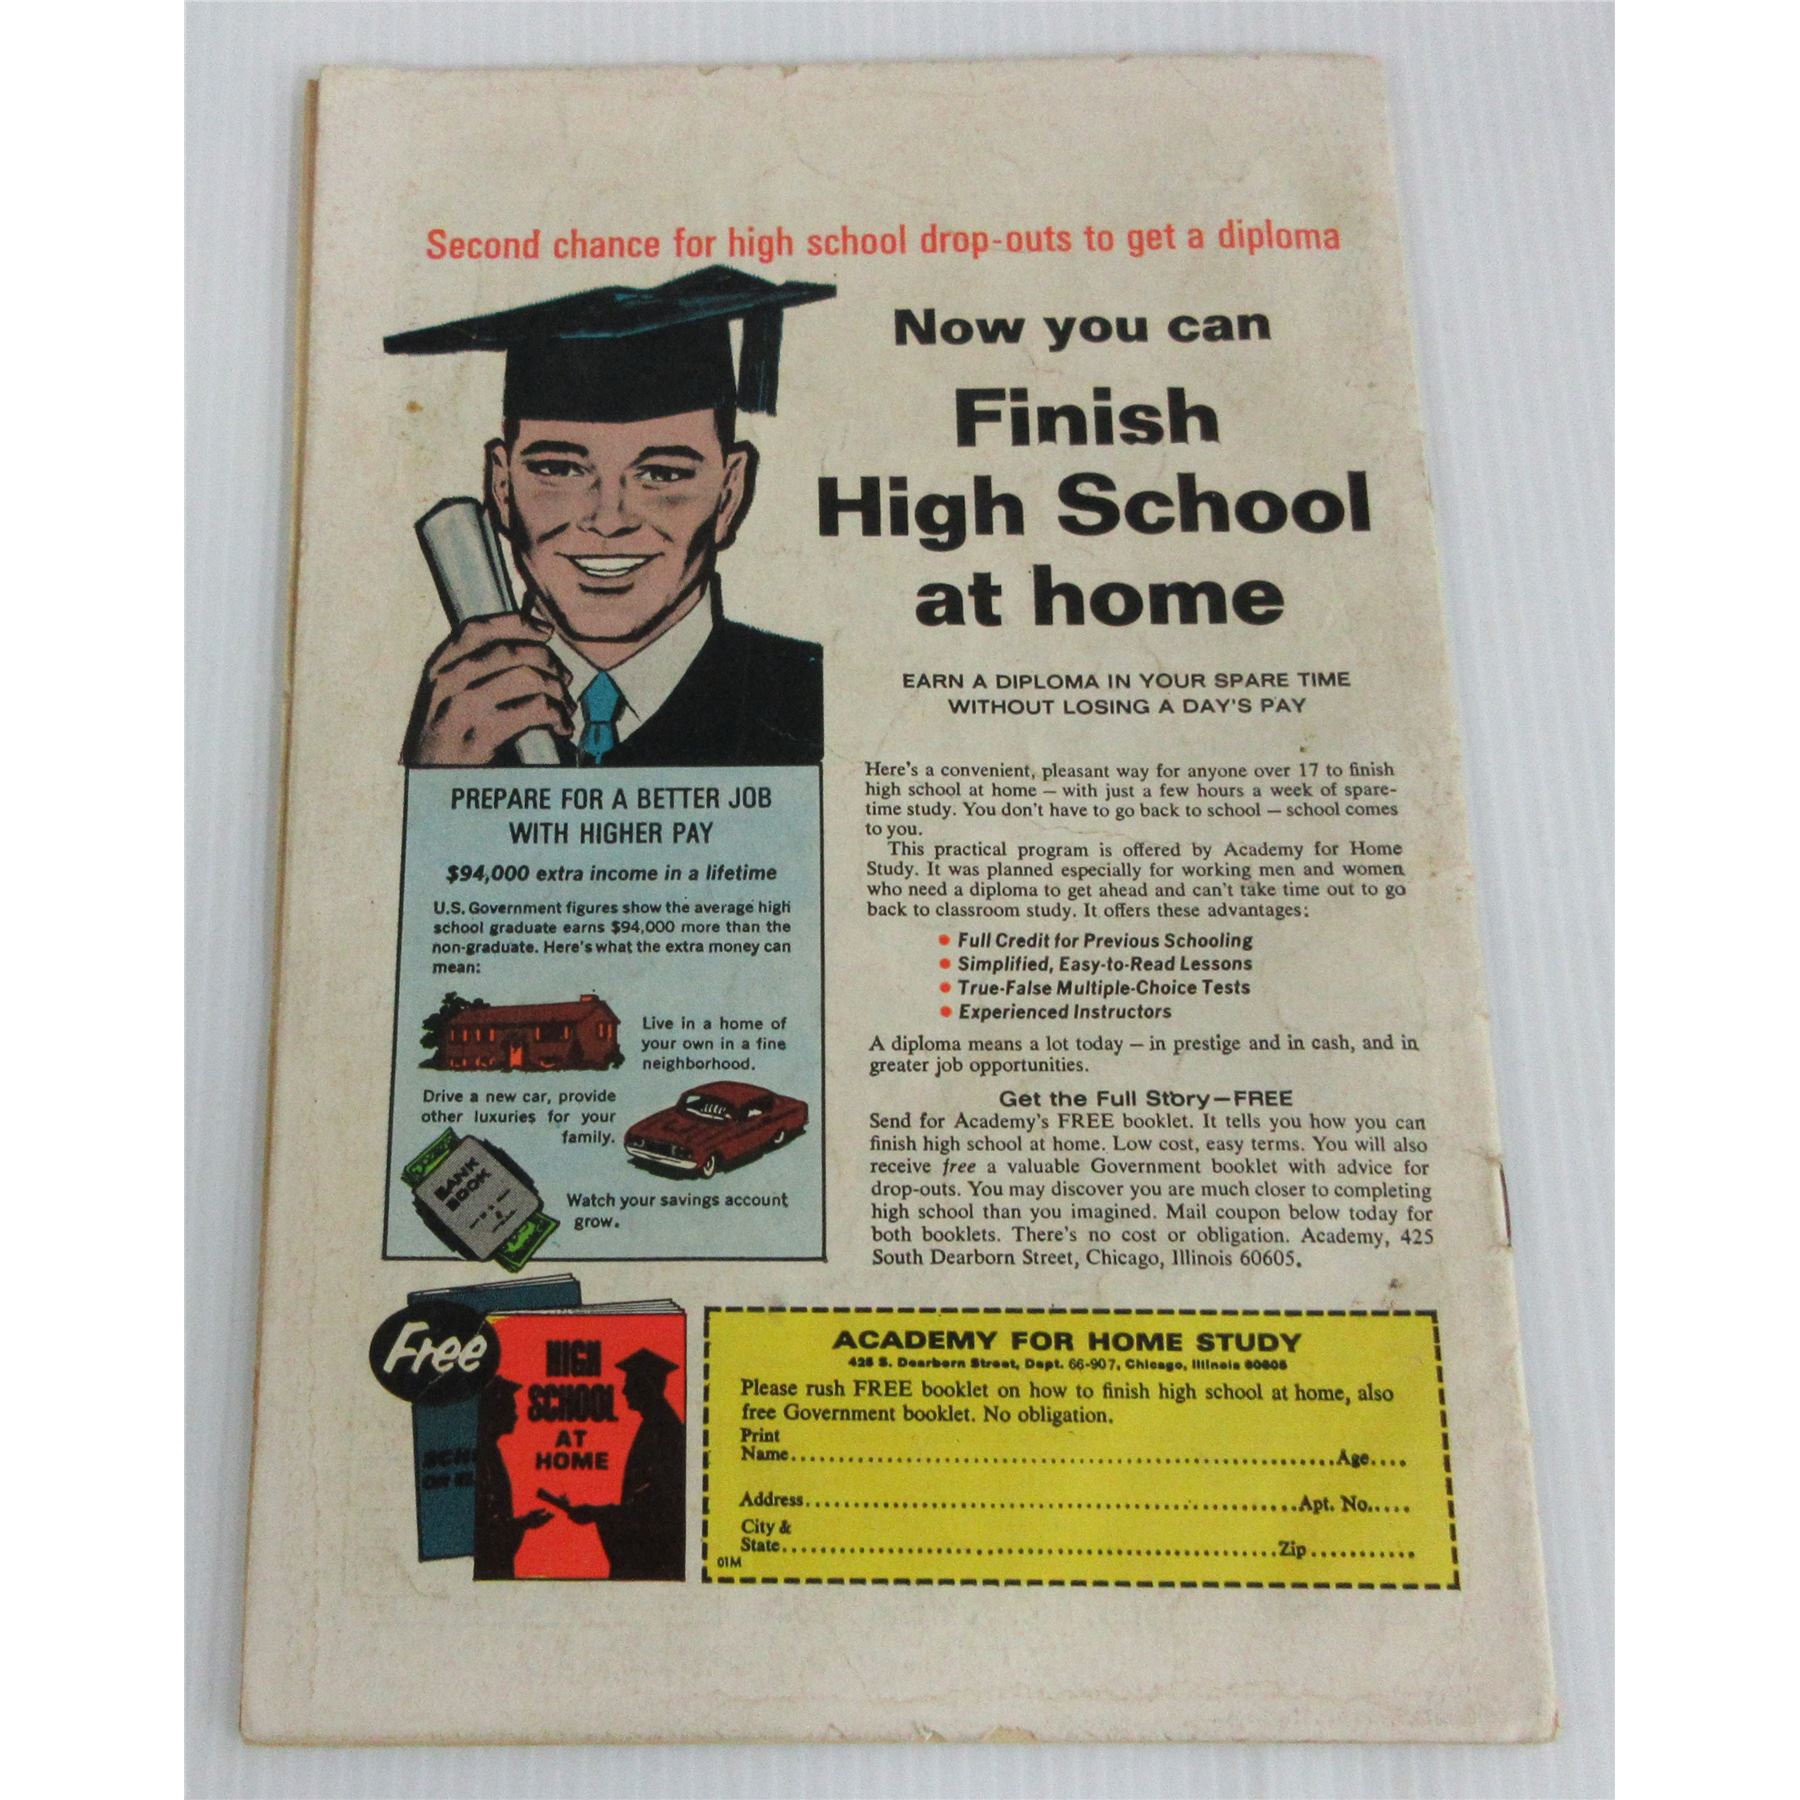 Second chance for high school drop-outs to get a diploma
Now you can
Finish
High School
at home
EARN A DIPLOMA IN YOUR SPARE TIME
WITHOUT LOSING A DAY'S PAY
PREPARE FOR A BETTER JOB
WITH HIGHER PAY
$94,000 extra income in a lifetime
U.S. Government figures show the average high
school graduate earns $94,000 more than the
non-graduate. Here's what the extra money can
mean:
Live in a home of
your own in a fine
neighborhood.
Drive a new car, provide
other luxuries for your
family.
BANK
BOOK
Watch your savings account
grow.
Here's a convenient, pleasant way for anyone over 17 to finish
high school at home — with just a few hours a week of spare-
time study. You don't have to go back to school — school comes
to you.
This practical program is offered by Academy for Home
Study. It was planned especially for working men and women
who need a diploma to get ahead and can't take time out to go
back to classroom study. It offers these advantages:
• Full Credit for Previous Schooling
• Simplified, Easy-to-Read Lessons
• True-False Multiple-Choice Tests
• Experienced Instructors
A diploma means a lot today — in prestige and in cash, and in
greater job opportunities.
Get the Full Story—FREE
Send for Academy's FREE booklet. It tells you how you can
finish high school at home. Low cost, easy terms. You will also
receive free a valuable Government booklet with advice for
drop-outs. You may discover you are much closer to completing
high school than you imagined. Mail coupon below today for
both booklets. There's no cost or obligation. Academy, 425
South Dearborn Street, Chicago, Illinois 60605.
Free
HIGH
SCHOOL
AT
HOME
ACADEMY FOR HOME STUDY
425 S. Dearborn Street, Dept. 66-907, Chicago, Illinois 60605
Please rush FREE booklet on how to finish high school at home, also
free Government booklet. No obligation.
Print
Name............................................................Age....
Address.......................................................Apt. No.....
City &
State.......................................................Zip...........
01M